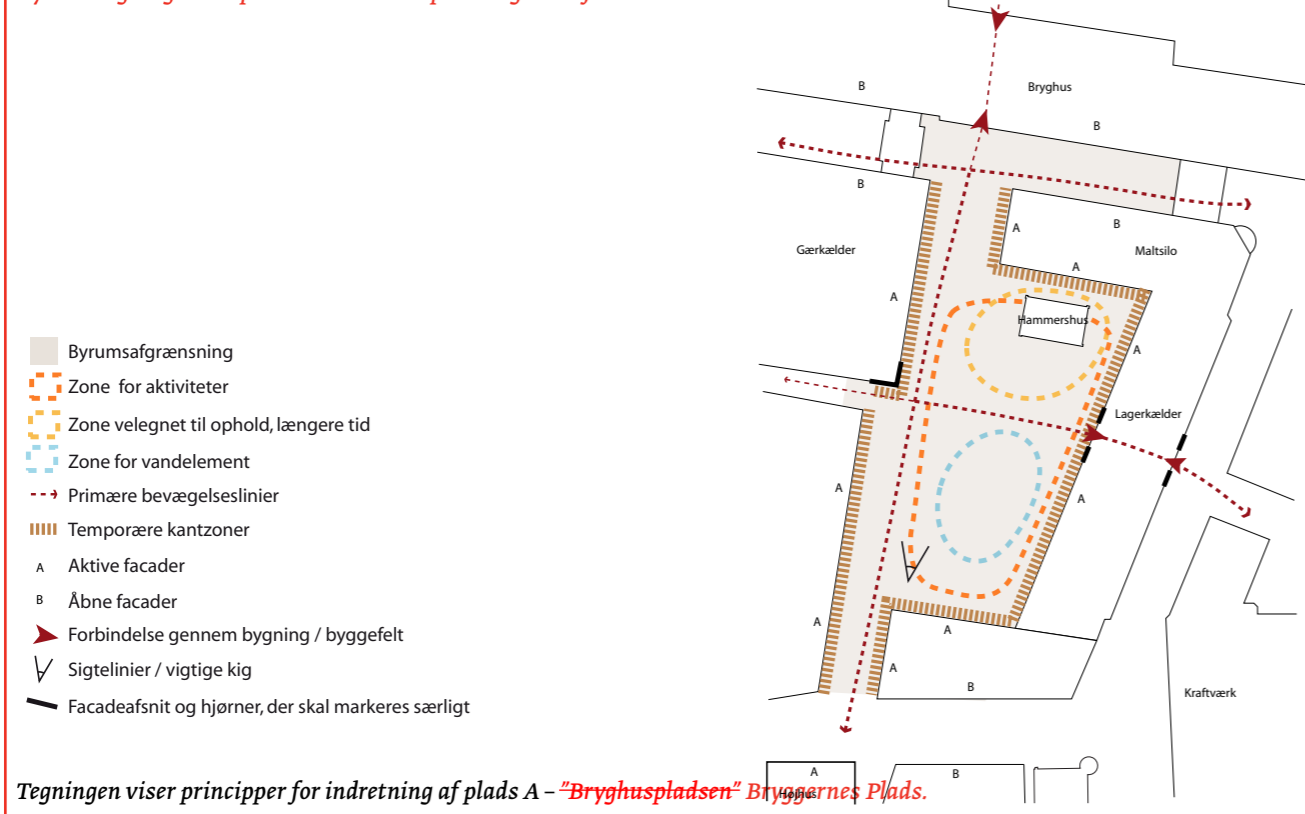 Byrumsafgrænsning
Zone for aktiviteter
Zone velegnet til ophold, længere tid
Zone for vandelement
Primære bevægelseslinier
Temporære kantzoner
A Aktive facader
B Åbne facader
Forbindelse gennem bygning / byggefelt
Sigtelinier / vigtige kig
Facadeafsnit og hjørner, der skal markeres særligt
B
Bryghus
B
B
A
B
Gærkælder
Maltsilo
A
A
Hammershus
A
Lagerkælder
A
A
A
A
A
B
Kraftværk
A
B
Højhus
Tegningen viser principper for indretning af plads A – "Bryghuspladsen" Bryggernes Plads.